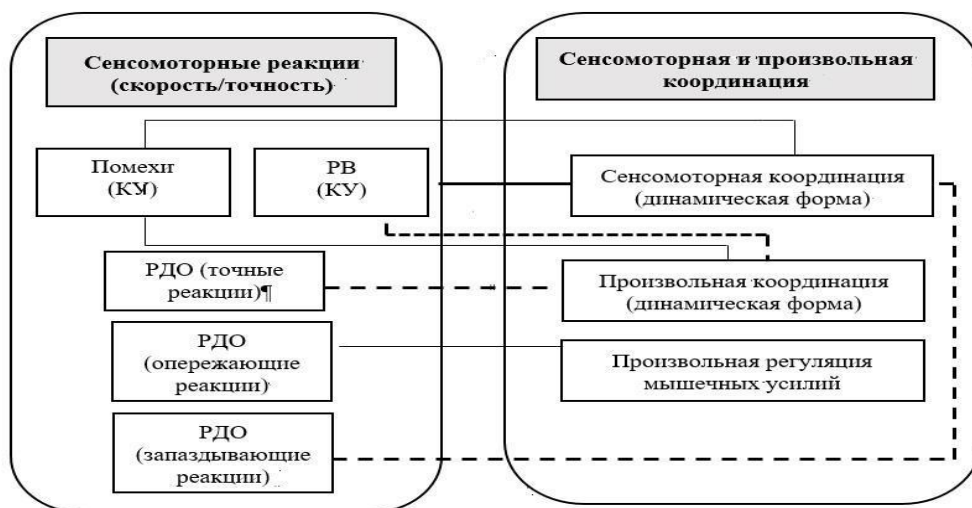 Сенсомоторные реакции
(скорость/точность)
Сенсомоторная и произвольная
координация
Помехи
(КУ)
РВ
(КУ)
Сенсомоторная координация
(динамическая форма)
РДО (точные
реакции)¶
Произвольная координация
(динамическая форма)
РДО
(опережающие
реакции)
Произвольная регуляция
мышечных усилий
РДО
(запаздывающие
реакции)